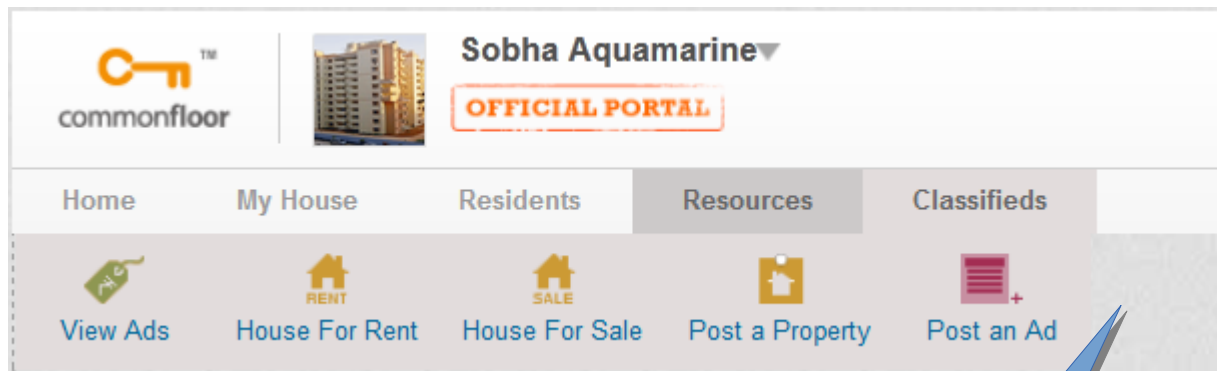 Sobha Aquamarine
commonfloor TM
OFFICIAL PORTAL
Home My House Residents Resources Classifieds
RENT SALE
View Ads House For Rent House For Sale Post a Property Post an Ad